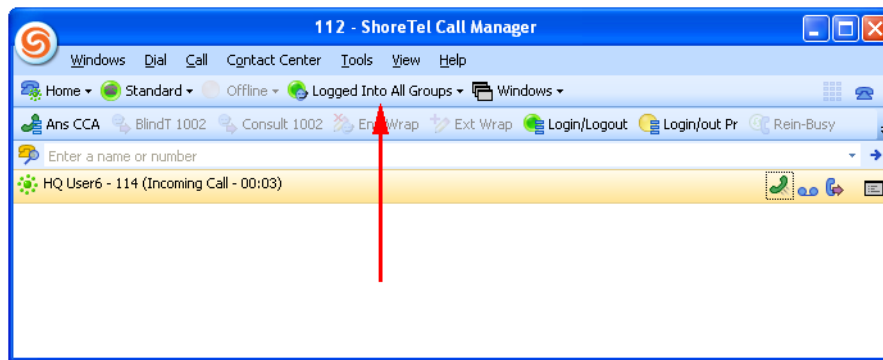 112 - ShoreTel Call Manager
Windows Dial Call Contact Center Tools View Help
Home Standard Offline Logged Into All Groups Windows
Ans CCA BlindT 1002 Consult 1002 Wrap Ext Wrap Login/Logout Login/out Pr Rein-Busy
Enter a name or number
HQ User6 - 114 (Incoming Call - 00:03)